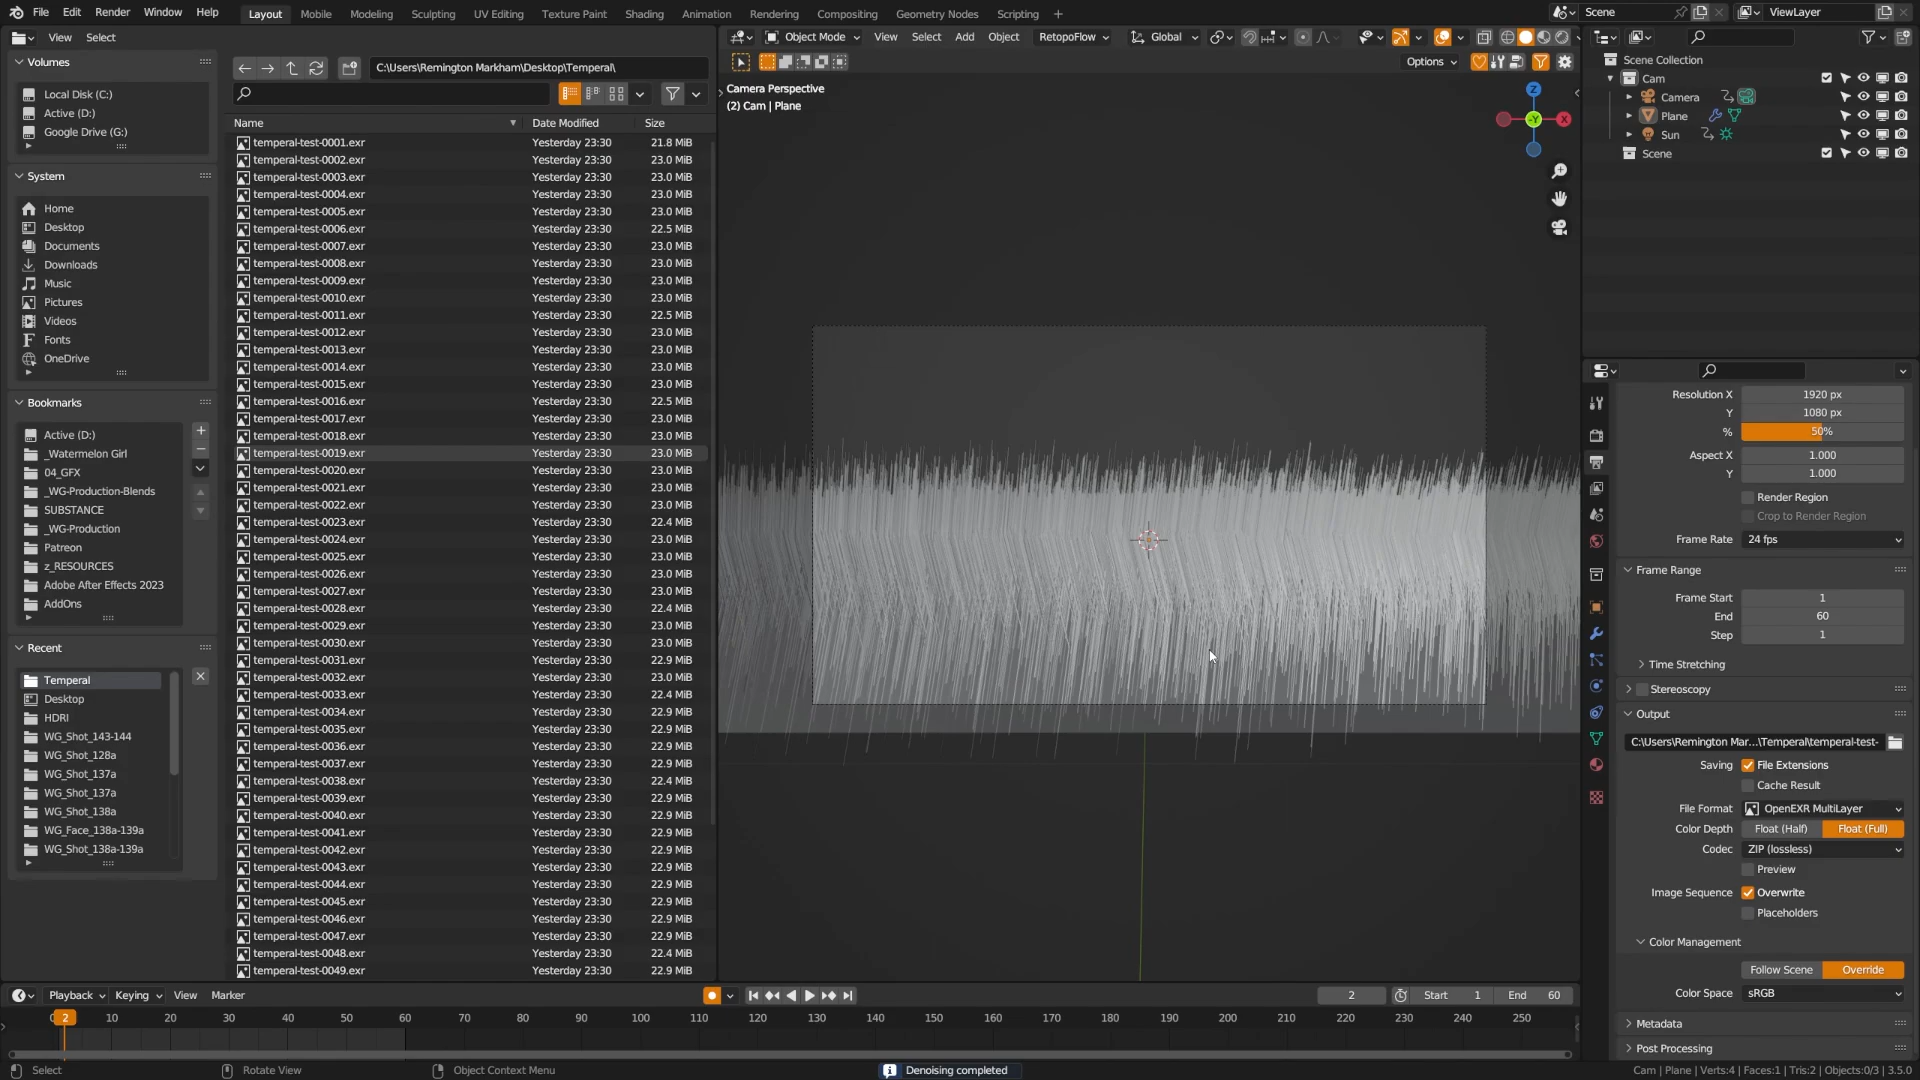 File Edit Render Window Help Layout Mobile Modeling Sculpting UV Editing Texture Paint Shading Animation Rendering Compositing Geometry Nodes Scripting + Scene ViewLayer
View Select
Object Mode View Select Add Object RetopoFlow Global
Options
Volumes
Local Disk (C:)
Active (D:)
Google Drive (G:)
System
Home
Desktop
Documents
Downloads
Music
Pictures
Videos
Fonts
OneDrive
Bookmarks
Active (D:)
_Watermelon Girl
04_GFX
_WG-Production-Blends
SUBSTANCE
_WG-Production
Patreon
z_RESOURCES
Adobe After Effects 2023
AddOns
Recent
Temperal
Desktop
HDRI
WG_Shot_143-144
WG_Shot_128a
WG_Shot_137a
WG_Shot_137a
WG_Shot_138a
WG_Face_138a-139a
WG_Shot_138a-139a
C:\Users\Remington Markham\Desktop\Temperal\
Name Date Modified Size
temperal-test-0001.exr Yesterday 23:30 21.8 MiB
temperal-test-0002.exr Yesterday 23:30 23.0 MiB
temperal-test-0003.exr Yesterday 23:30 23.0 MiB
temperal-test-0004.exr Yesterday 23:30 23.0 MiB
temperal-test-0005.exr Yesterday 23:30 23.0 MiB
temperal-test-0006.exr Yesterday 23:30 22.5 MiB
temperal-test-0007.exr Yesterday 23:30 23.0 MiB
temperal-test-0008.exr Yesterday 23:30 23.0 MiB
temperal-test-0009.exr Yesterday 23:30 23.0 MiB
temperal-test-0010.exr Yesterday 23:30 23.0 MiB
temperal-test-0011.exr Yesterday 23:30 22.5 MiB
temperal-test-0012.exr Yesterday 23:30 23.0 MiB
temperal-test-0013.exr Yesterday 23:30 23.0 MiB
temperal-test-0014.exr Yesterday 23:30 23.0 MiB
temperal-test-0015.exr Yesterday 23:30 23.0 MiB
temperal-test-0016.exr Yesterday 23:30 22.5 MiB
temperal-test-0017.exr Yesterday 23:30 23.0 MiB
temperal-test-0018.exr Yesterday 23:30 23.0 MiB
temperal-test-0019.exr Yesterday 23:30 23.0 MiB
temperal-test-0020.exr Yesterday 23:30 23.0 MiB
temperal-test-0021.exr Yesterday 23:30 23.0 MiB
temperal-test-0022.exr Yesterday 23:30 23.0 MiB
temperal-test-0023.exr Yesterday 23:30 22.4 MiB
temperal-test-0024.exr Yesterday 23:30 23.0 MiB
temperal-test-0025.exr Yesterday 23:30 23.0 MiB
temperal-test-0026.exr Yesterday 23:30 23.0 MiB
temperal-test-0027.exr Yesterday 23:30 23.0 MiB
temperal-test-0028.exr Yesterday 23:30 22.4 MiB
temperal-test-0029.exr Yesterday 23:30 23.0 MiB
temperal-test-0030.exr Yesterday 23:30 23.0 MiB
temperal-test-0031.exr Yesterday 23:30 22.9 MiB
temperal-test-0032.exr Yesterday 23:30 23.0 MiB
temperal-test-0033.exr Yesterday 23:30 22.4 MiB
temperal-test-0034.exr Yesterday 23:30 22.9 MiB
temperal-test-0035.exr Yesterday 23:30 22.9 MiB
temperal-test-0036.exr Yesterday 23:30 22.9 MiB
temperal-test-0037.exr Yesterday 23:30 22.9 MiB
temperal-test-0038.exr Yesterday 23:30 22.4 MiB
temperal-test-0039.exr Yesterday 23:30 22.9 MiB
temperal-test-0040.exr Yesterday 23:30 22.9 MiB
temperal-test-0041.exr Yesterday 23:30 22.9 MiB
temperal-test-0042.exr Yesterday 23:30 22.9 MiB
temperal-test-0043.exr Yesterday 23:30 22.9 MiB
temperal-test-0044.exr Yesterday 23:30 22.9 MiB
temperal-test-0045.exr Yesterday 23:30 22.9 MiB
temperal-test-0046.exr Yesterday 23:30 22.9 MiB
temperal-test-0047.exr Yesterday 23:30 22.9 MiB
temperal-test-0048.exr Yesterday 23:30 22.4 MiB
temperal-test-0049.exr Yesterday 23:30 22.9 MiB
Camera Perspective
(2) Cam | Plane
Z
-Y X
Scene Collection
Cam
Camera
Plane
Sun
Scene
Resolution X 1920 px
Y 1080 px
% 50%
Aspect X 1.000
Y 1.000
Render Region
Crop to Render Region
Frame Rate 24 fps
Frame Range
Frame Start 1
End 60
Step 1
Time Stretching
Stereoscopy
Output
C:\Users\Remington Mar...\Temperal\temperal-test-
Saving File Extensions
Cache Result
File Format OpenEXR MultiLayer
Color Depth Float (Half) Float (Full)
Codec ZIP (lossless)
Preview
Image Sequence Overwrite
Placeholders
Color Management
Follow Scene Override
Color Space sRGB
Metadata
Post Processing
Playback Keying View Marker 2 Start 1 End 60
2 10 20 30 40 50 60 70 80 90 100 110 120 130 140 150 160 170 180 190 200 210 220 230 240 250
Select Rotate View Object Context Menu Denoising completed Cam | Plane | Verts:4 | Faces:1 | Tris:2 | Objects:0/3 | 3.5.0